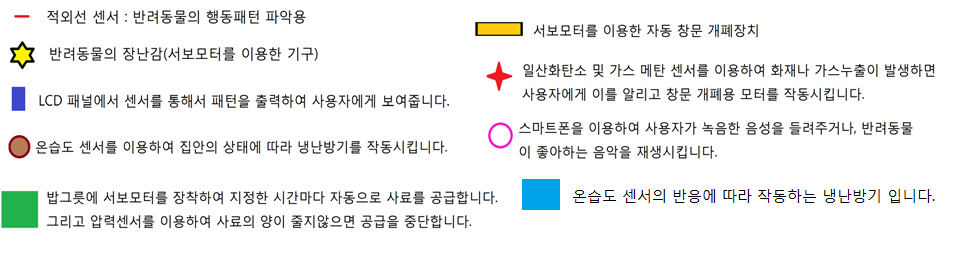 적외선 센서 : 반려동물의 행동패턴 파악용
반려동물의 장난감(서보모터를 이용한 기구)
LCD 패널에서 센서를 통해서 패턴을 출력하여 사용자에게 보여줍니다.
온습도 센서를 이용하여 집안의 상태에 따라 냉난방기를 작동시킵니다.
밥그릇에 서보모터를 장착하여 지정한 시간마다 자동으로 사료를 공급합니다.
그리고 압력센서를 이용하여 사료의 양이 줄지않으면 공급을 중단합니다.
서보모터를 이용한 자동 창문 개폐장치
일산화탄소 및 가스 메탄 센서를 이용하여 화재나 가스누출이 발생하면
사용자에게 이를 알리고 창문 개폐용 모터를 작동시킵니다.
스마트폰을 이용하여 사용자가 녹음한 음성을 들려주거나, 반려동물
이 좋아하는 음악을 재생시킵니다.
온습도 센서의 반응에 따라 작동하는 냉난방기 입니다.